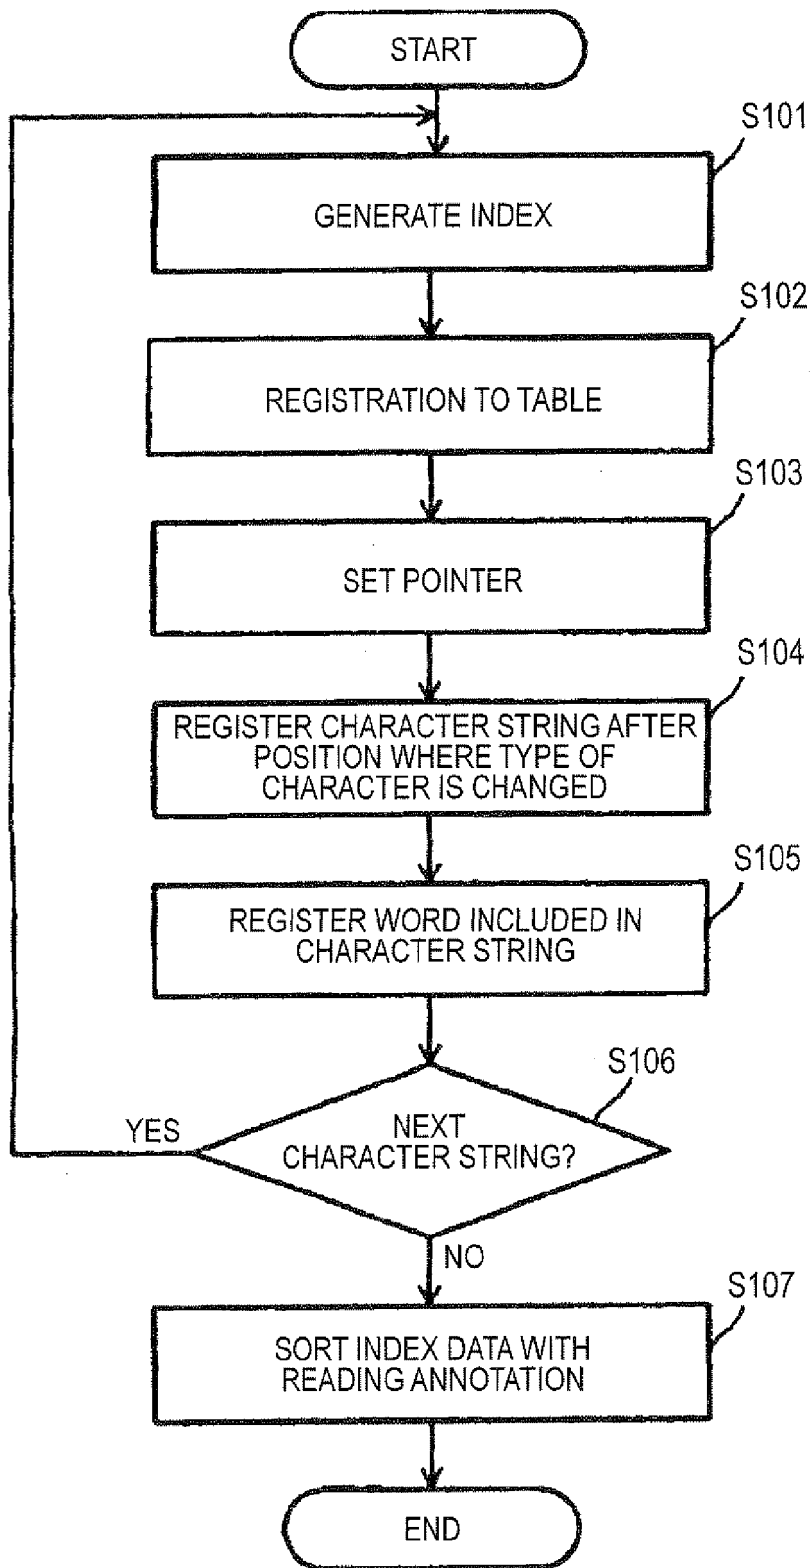 START
S101
GENERATE INDEX
S102
REGISTRATION TO TABLE
S103
SET POINTER
S104
REGISTER CHARACTER STRING AFTER
POSITION WHERE TYPE OF
CHARACTER IS CHANGED
S105
REGISTER WORD INCLUDED IN
CHARACTER STRING
S106
YES
NEXT
CHARACTER STRING?
NO
S107
SORT INDEX DATA WITH
READING ANNOTATION
END